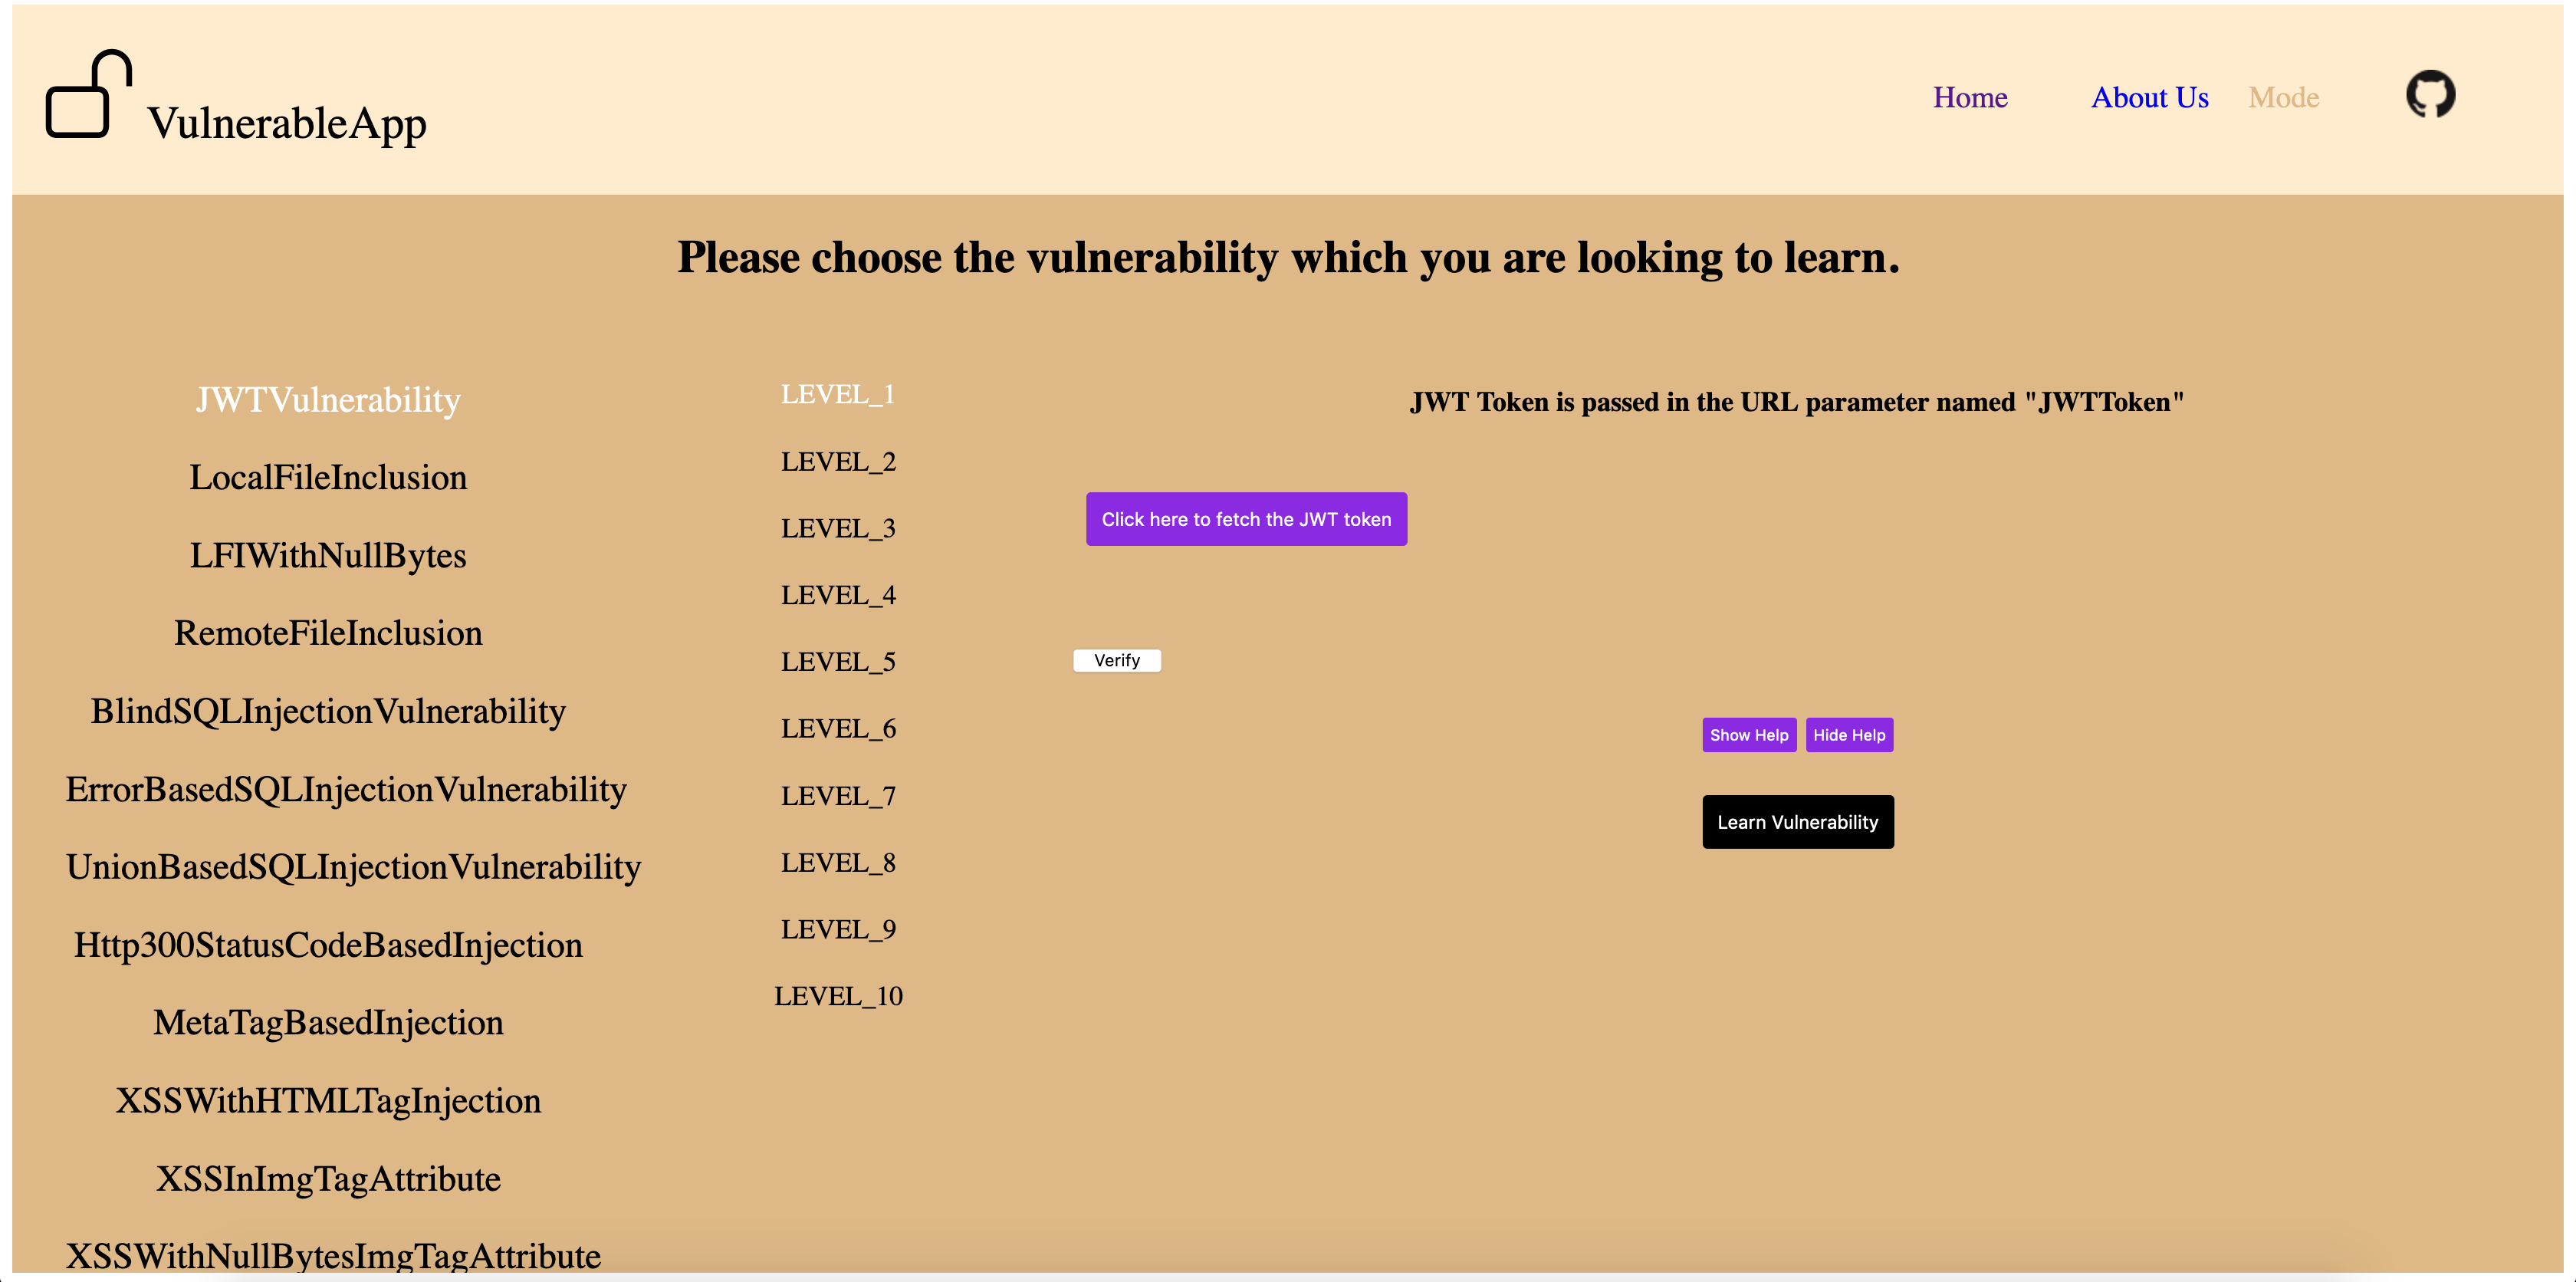 VulnerableApp
Home
About Us
Mode
Please choose the vulnerability which you are looking to learn.
JWTVulnerability
LocalFileInclusion
LFIWithNullBytes
RemoteFileInclusion
BlindSQLInjectionVulnerability
ErrorBasedSQLInjectionVulnerability
UnionBasedSQLInjectionVulnerability
Http300StatusCodeBasedInjection
MetaTagBasedInjection
XSSWithHTMLTagInjection
XSSInImgTagAttribute
XSSWithNullBytesImgTagAttribute
LEVEL_1
LEVEL_2
LEVEL_3
LEVEL_4
LEVEL_5
LEVEL_6
LEVEL_7
LEVEL_8
LEVEL_9
LEVEL_10
JWT Token is passed in the URL parameter named "JWTToken"
Click here to fetch the JWT token
Verify
Show Help
Hide Help
Learn Vulnerability